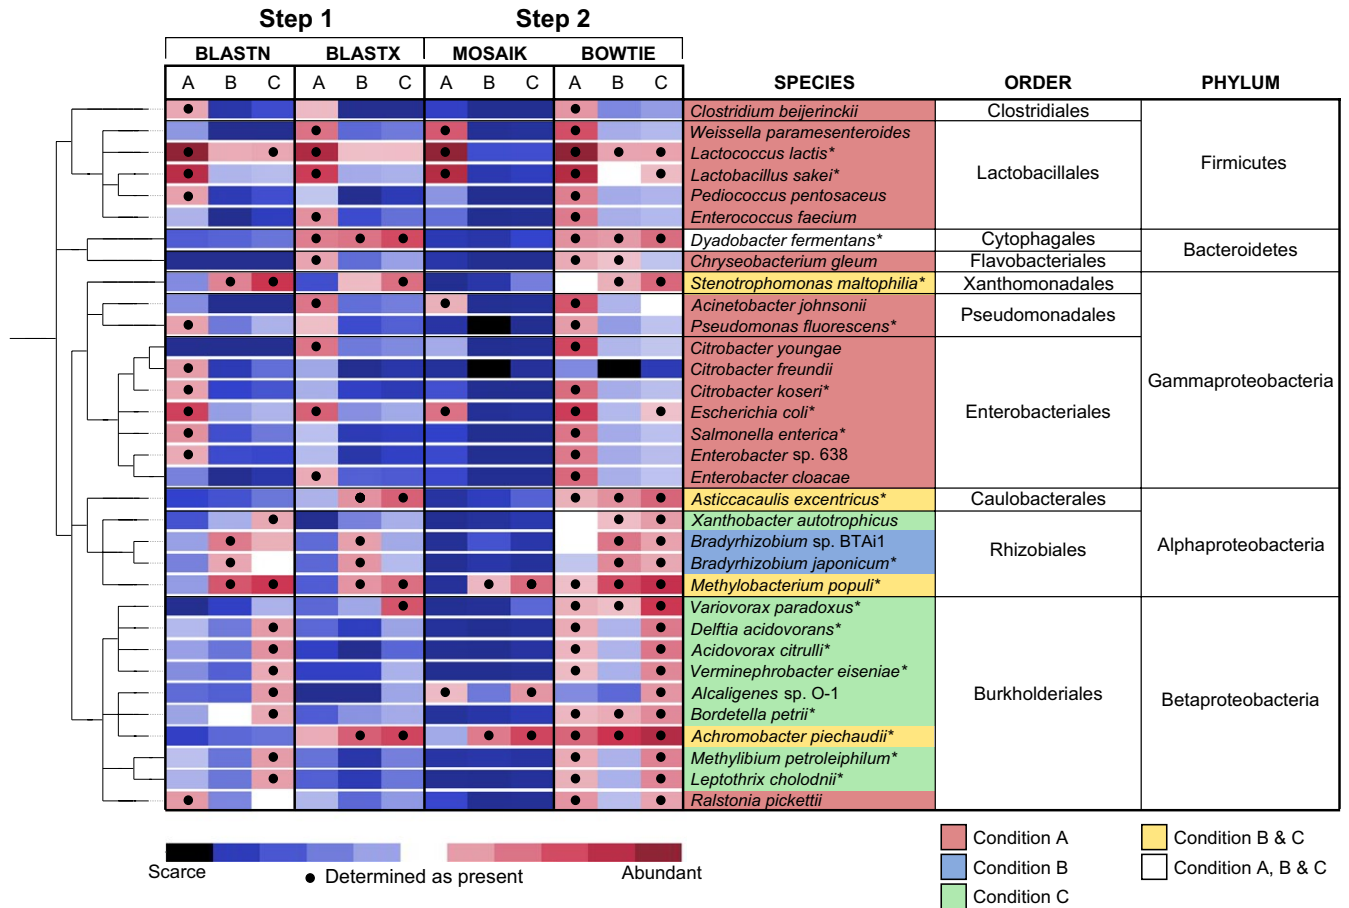 Step 1 Step 2
BLASTN BLASTX MOSAIK BOWTIE
A B C A B C A B C A B C SPECIES ORDER PHYLUM
Clostridium beijerinckii Clostridiales
Weissella paramesenteroides
Lactococcus lactis*
Lactobacillus sakei* Lactobacillales Firmicutes
Pediococcus pentosaceus
Enterococcus faecium
Dyadobacter fermentans* Cytophagales
Bacteroidetes
Chryseobacterium gleum Flavobacteriales
Stenotrophomonas maltophilia* Xanthomonadales
Acinetobacter johnsonii
Pseudomonadales
Pseudomonas fluorescens*
Citrobacter youngae
Citrobacter freundii
Gammaproteobacteria
Citrobacter koseri*
Escherichia coli* Enterobacteriales
Salmonella enterica*
Enterobacter sp. 638
Enterobacter cloacae
Asticcacaulis excentricus* Caulobacterales
Xanthobacter autotrophicus
Bradyrhizobium sp. BTAi1 Rhizobiales Alphaproteobacteria
Bradyrhizobium japonicum*
Methylobacterium populi*
Variovorax paradoxus*
Delftia acidovorans*
Acidovorax citrulli*
Verminephrobacter eiseniae*
Alcaligenes sp. O-1 Burkholderiales Betaproteobacteria
Bordetella petrii*
Achromobacter piechaudii*
Methylibium petroleiphilum*
Leptothrix cholodnii*
Ralstonia pickettii
Scarce Abundant
Determined as present
Condition A Condition B & C
Condition B Condition A, B & C
Condition C